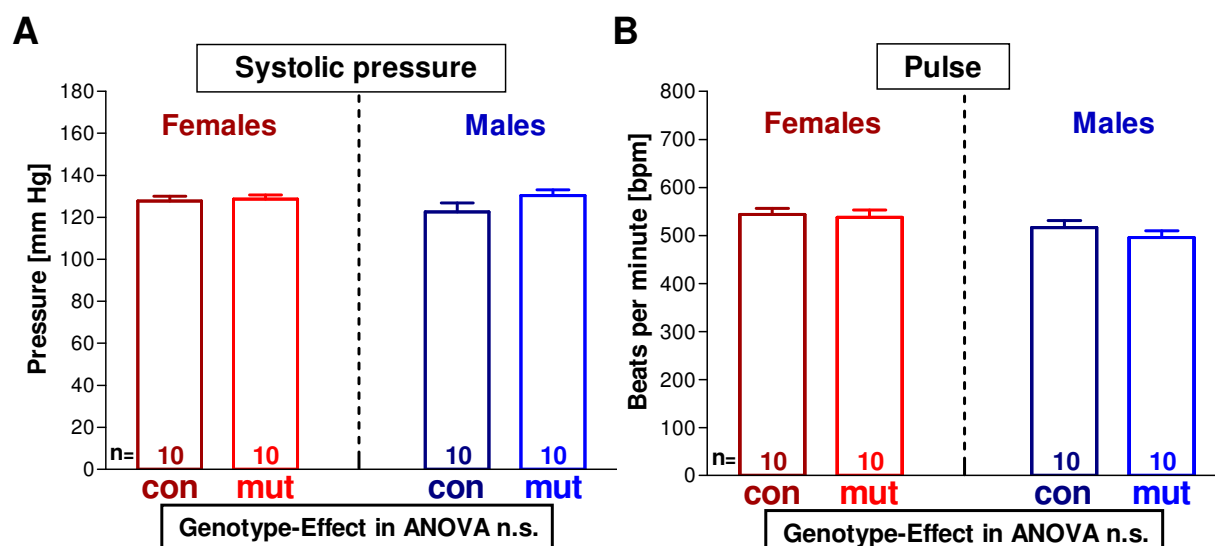 A
Systolic pressure
Pressure [mm Hg]
180
160
140
120
100
80
60
40
20
0
Females
Males
n=
10
10
10
10
con
mut
con
mut
Genotype-Effect in ANOVA n.s.
B
Pulse
Beats per minute [bpm]
800
700
600
500
400
300
200
100
0
Females
Males
n=
10
10
10
10
con
mut
con
mut
Genotype-Effect in ANOVA n.s.